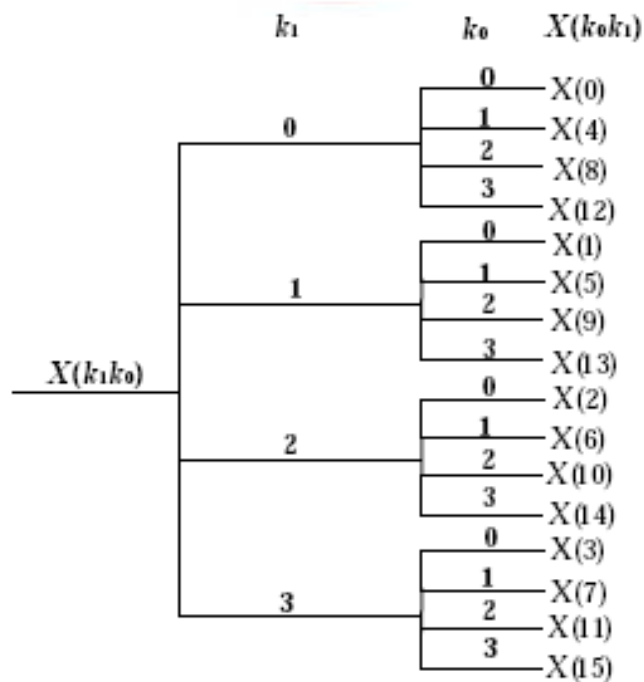 k₁ k₀ X(k₀k₁)
0 X(0)
0 1 X(4)
2 X(8)
3 X(12)
0 X(1)
1 1 X(5)
2 X(9)
3 X(13)
X(k₁k₀)
0 X(2)
2 1 X(6)
2 X(10)
3 X(14)
0 X(3)
3 1 X(7)
2 X(11)
3 X(15)